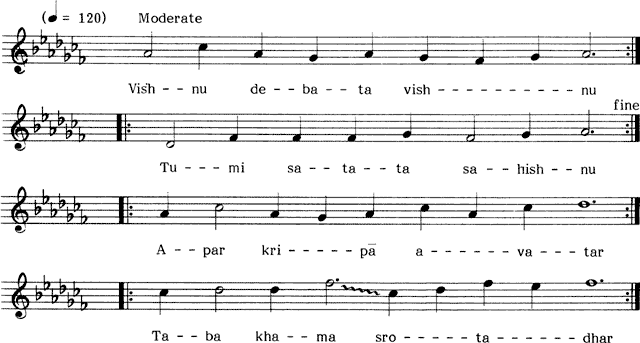 (♩ = 120) Moderate
Vish - - nu de - - ba - - ta vish - - - - - - - - - nu
fine
Tu - - - mi sa - - ta - - ta sa - - hish - - nu
A - - par kri - - - - - pā a - - - - - va - - tar
Ta - - ba kha - - ma sro - - - - - ta - - - - - dhar